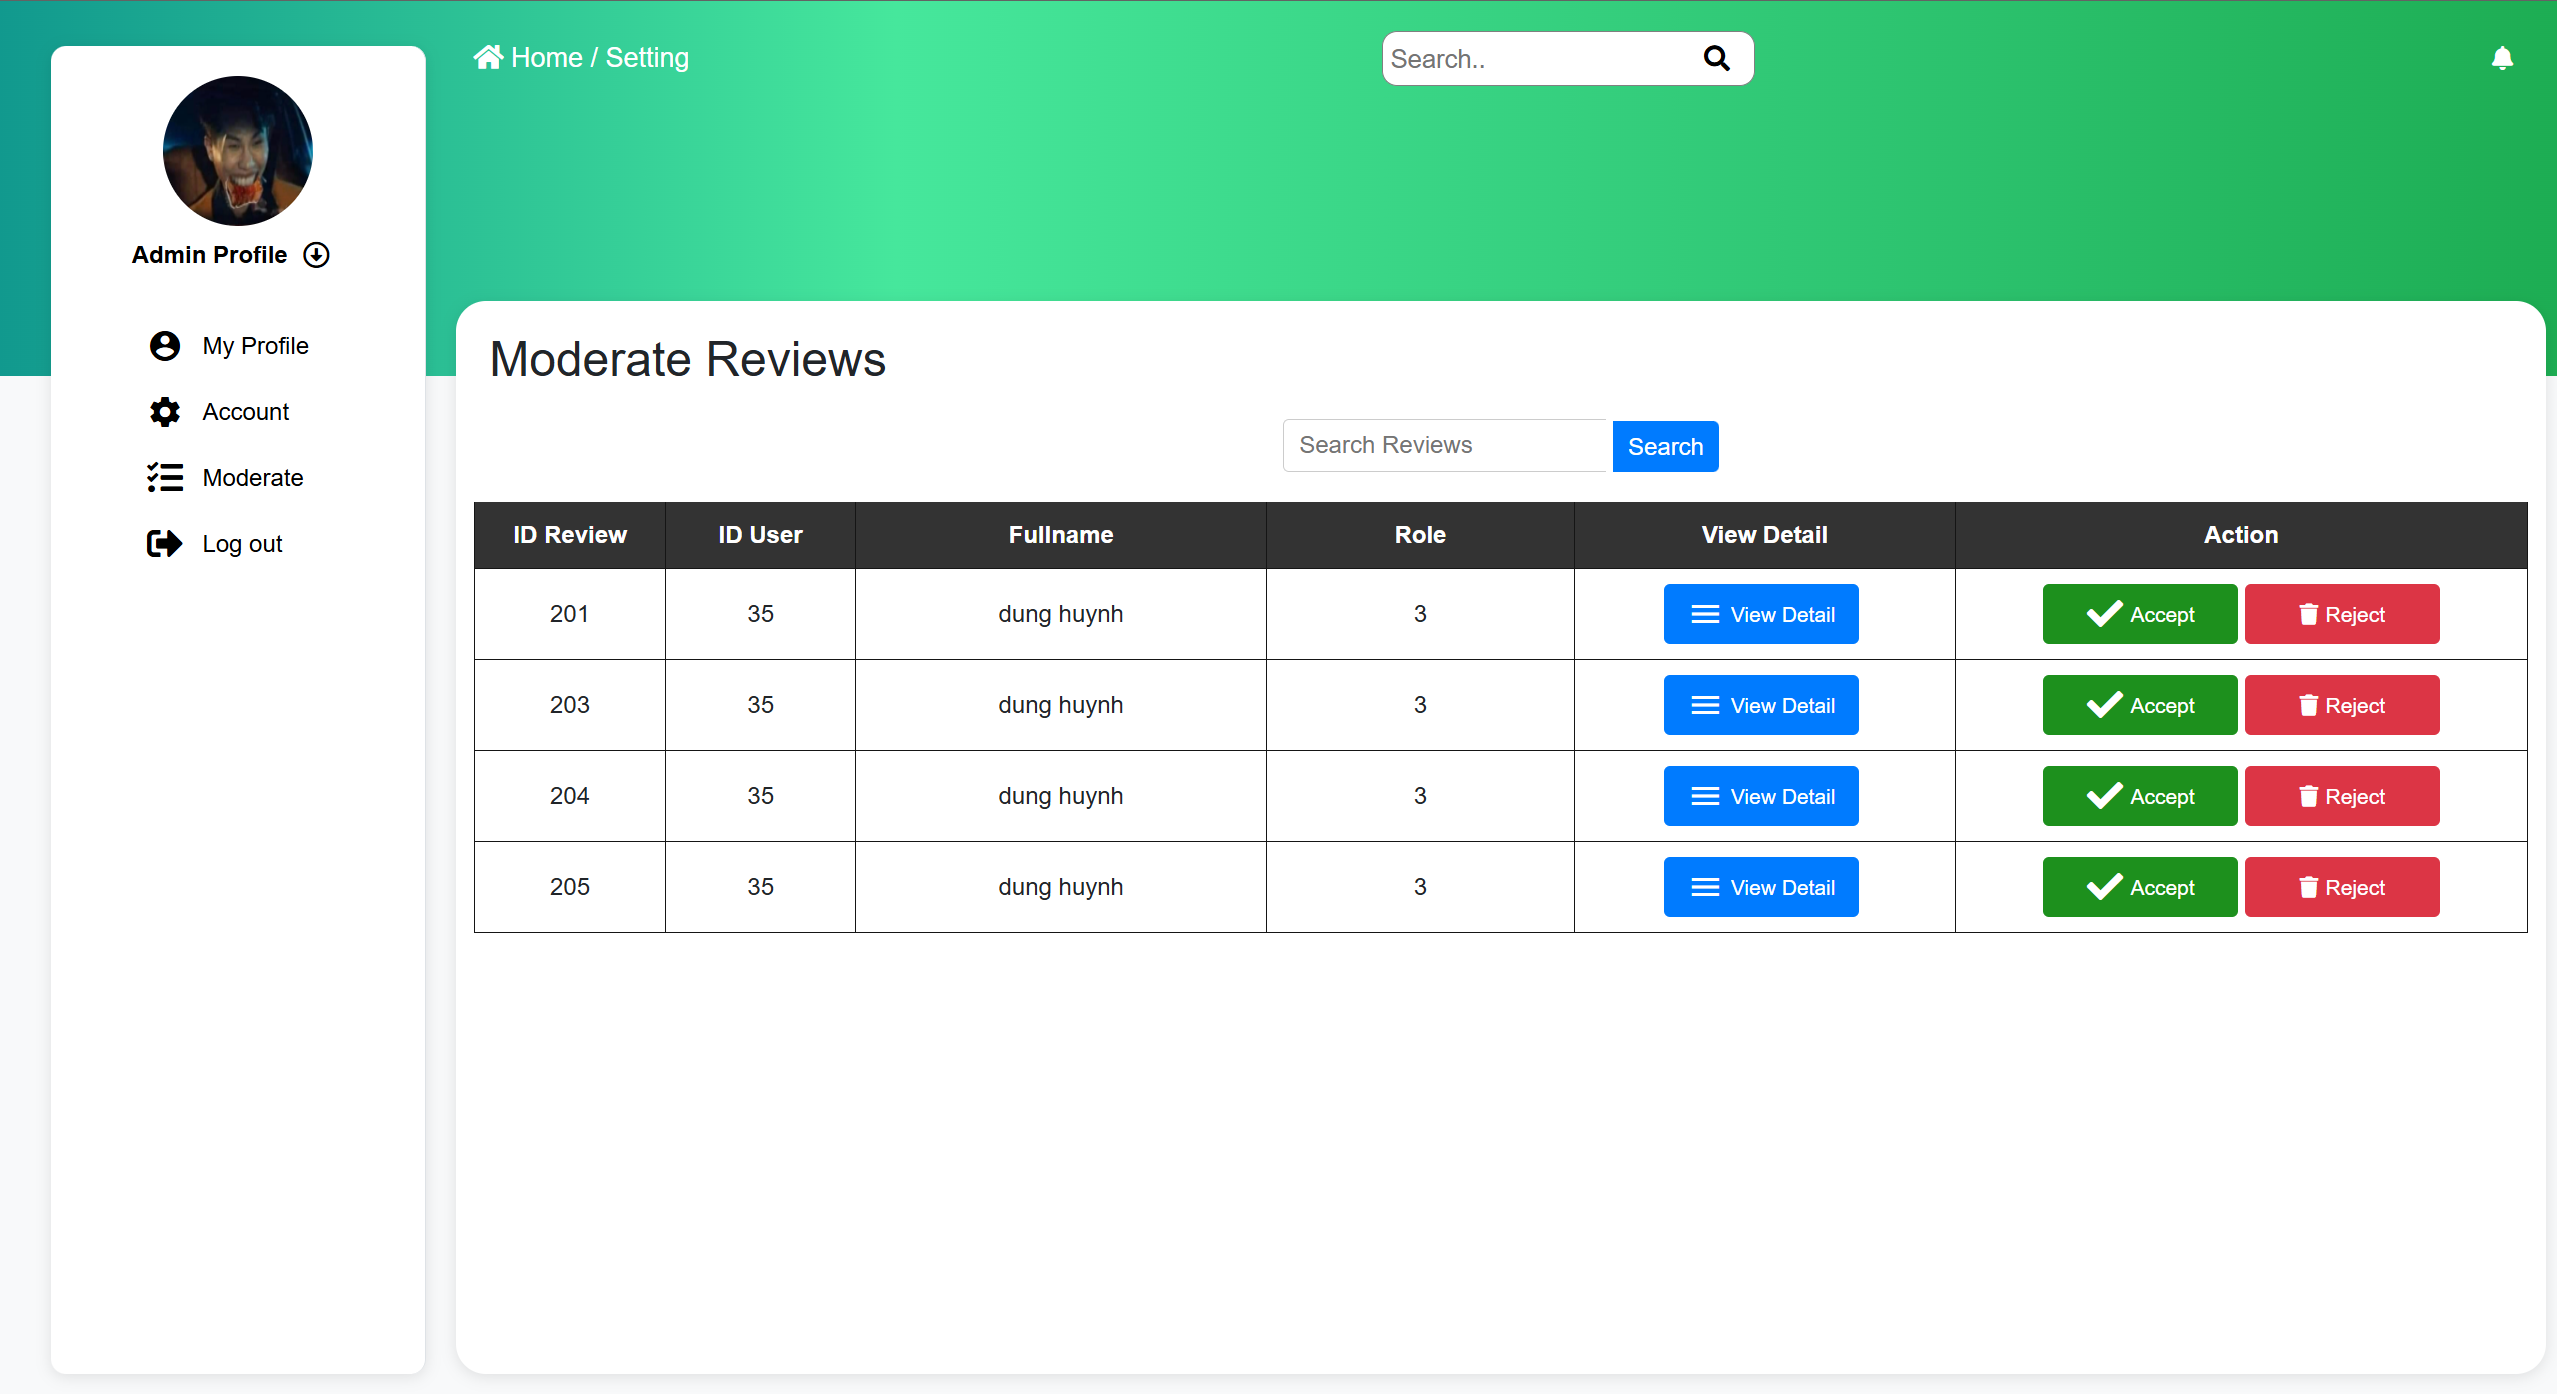 Home / Setting
Search..
Admin Profile
My Profile
Account
Moderate
Log out
Moderate Reviews
Search Reviews Search
ID Review ID User Fullname Role View Detail Action
201 35 dung huynh 3 View Detail Accept Reject
203 35 dung huynh 3 View Detail Accept Reject
204 35 dung huynh 3 View Detail Accept Reject
205 35 dung huynh 3 View Detail Accept Reject